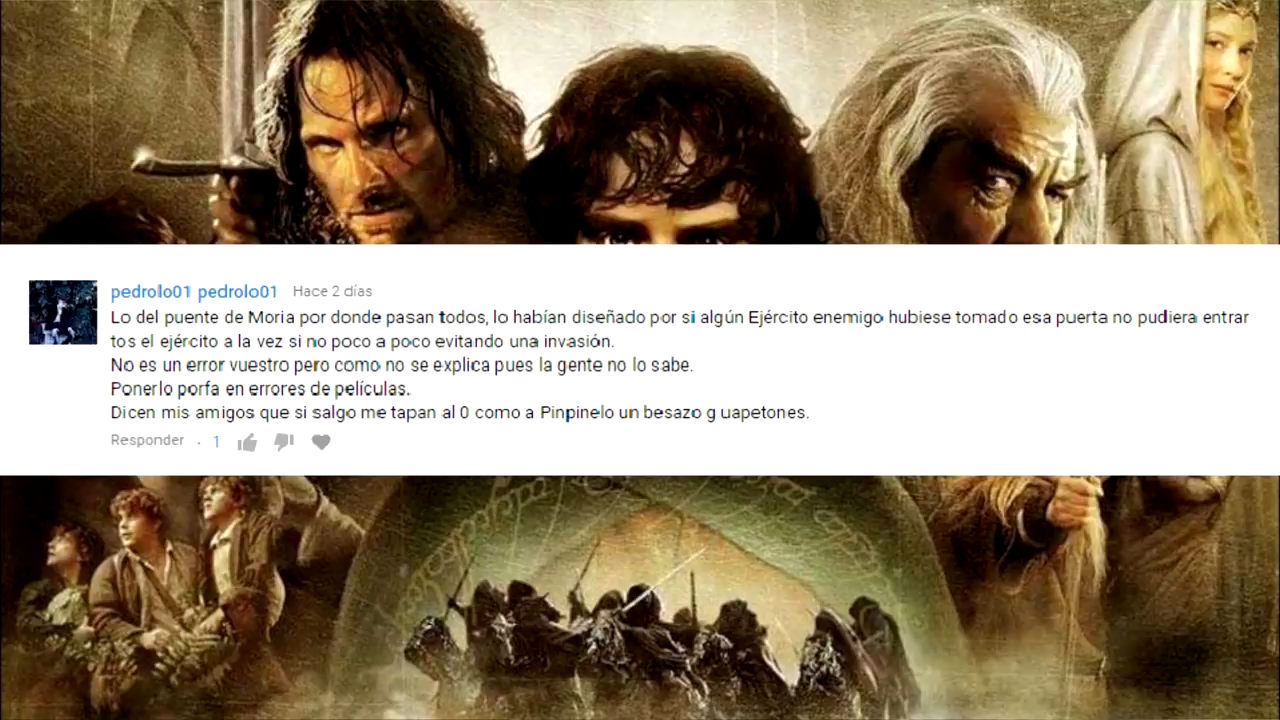 pedrolo01 pedrolo01 Hace 2 días
Lo del puente de Moria por donde pasan todos, lo habían diseñado por si algún Ejército enemigo hubiese tomado esa puerta no pudiera entrar
tos el ejército a la vez si no poco a poco evitando una invasión.
No es un error vuestro pero como no se explica pues la gente no lo sabe.
Ponerlo porfa en errores de películas.
Dicen mis amigos que si salgo me tapan al 0 como a Pinpinelo un besazo g uapetones.
Responder · 1